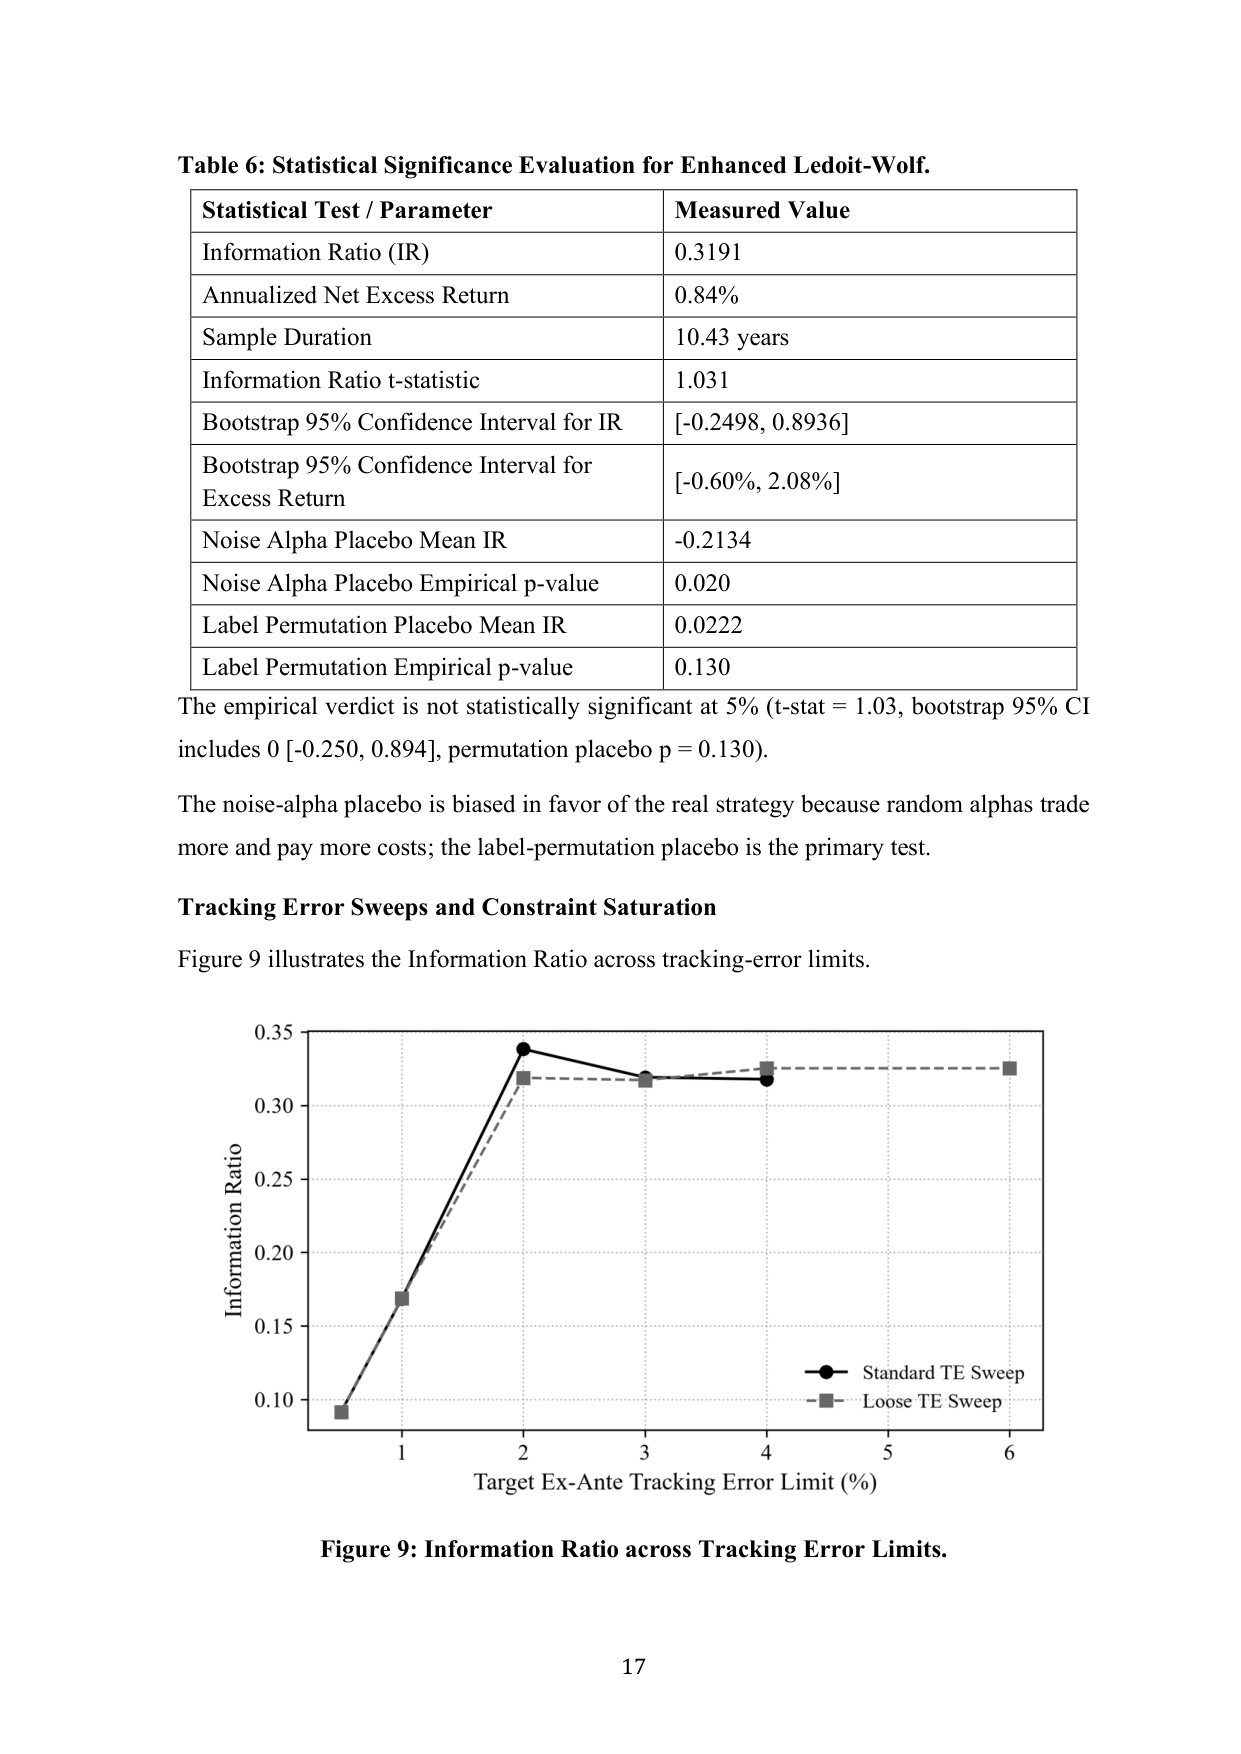 Table 6: Statistical Significance Evaluation for Enhanced Ledoit-Wolf.
Statistical Test / Parameter Measured Value
Information Ratio (IR) 0.3191
Annualized Net Excess Return 0.84%
Sample Duration 10.43 years
Information Ratio t-statistic 1.031
Bootstrap 95% Confidence Interval for IR [-0.2498, 0.8936]
Bootstrap 95% Confidence Interval for
Excess Return [-0.60%, 2.08%]
Noise Alpha Placebo Mean IR -0.2134
Noise Alpha Placebo Empirical p-value 0.020
Label Permutation Placebo Mean IR 0.0222
Label Permutation Empirical p-value 0.130
The empirical verdict is not statistically significant at 5% (t-stat = 1.03, bootstrap 95% CI
includes 0 [-0.250, 0.894], permutation placebo p = 0.130).
The noise-alpha placebo is biased in favor of the real strategy because random alphas trade
more and pay more costs; the label-permutation placebo is the primary test.
Tracking Error Sweeps and Constraint Saturation
Figure 9 illustrates the Information Ratio across tracking-error limits.
0.35
0.30
0.25
0.20
0.15
0.10
Information Ratio
Standard TE Sweep
Loose TE Sweep
1 2 3 4 5 6
Target Ex-Ante Tracking Error Limit (%)
Figure 9: Information Ratio across Tracking Error Limits.
17